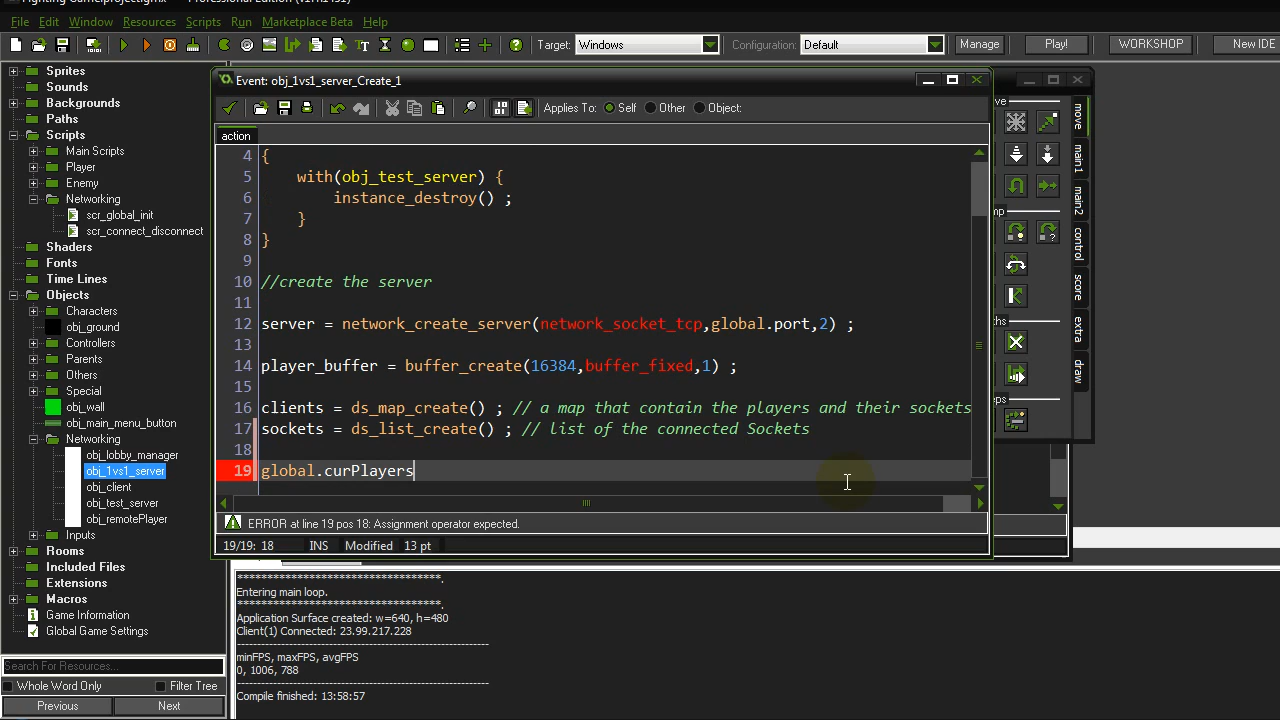 File Edit Window Resources Scripts Run Marketplace Beta Help
Target: Windows Configuration: Default Manage Play! WORKSHOP New IDE
Sprites
Sounds
Backgrounds
Paths
Scripts
Main Scripts
Player
Enemy
Networking
scr_global_init
scr_connect_disconnect
Shaders
Fonts
Time Lines
Objects
Characters
obj_ground
Controllers
Parents
Others
Special
obj_wall
obj_main_menu_button
Networking
obj_lobby_manager
obj_1vs1_server
obj_client
obj_test_server
obj_remotePlayer
Inputs
Rooms
Included Files
Extensions
Macros
Game Information
Global Game Settings
Search For Resources...
Whole Word Only Filter Tree
Previous Next
Event: obj_1vs1_server_Create_1
Applies To: Self Other Object:
action
4 {
5 with(obj_test_server) {
6 instance_destroy() ;
7 }
8 }
9
10 //create the server
11
12 server = network_create_server(network_socket_tcp,global.port,2) ;
13
14 player_buffer = buffer_create(16384,buffer_fixed,1) ;
15
16 clients = ds_map_create() ; // a map that contain the players and their sockets
17 sockets = ds_list_create() ; // list of the connected Sockets
18
19 global.curPlayers
ERROR at line 19 pos 18: Assignment operator expected.
19/19: 18 INS Modified 13 pt
move
main1
main2
control
score
extra
draw
***********************************.
Entering main loop.
***********************************.
Application Surface created: w=640, h=480
Client(1) Connected: 23.99.217.228
minFPS, maxFPS, avgFPS
0, 1006, 788
Compile finished: 13:58:57